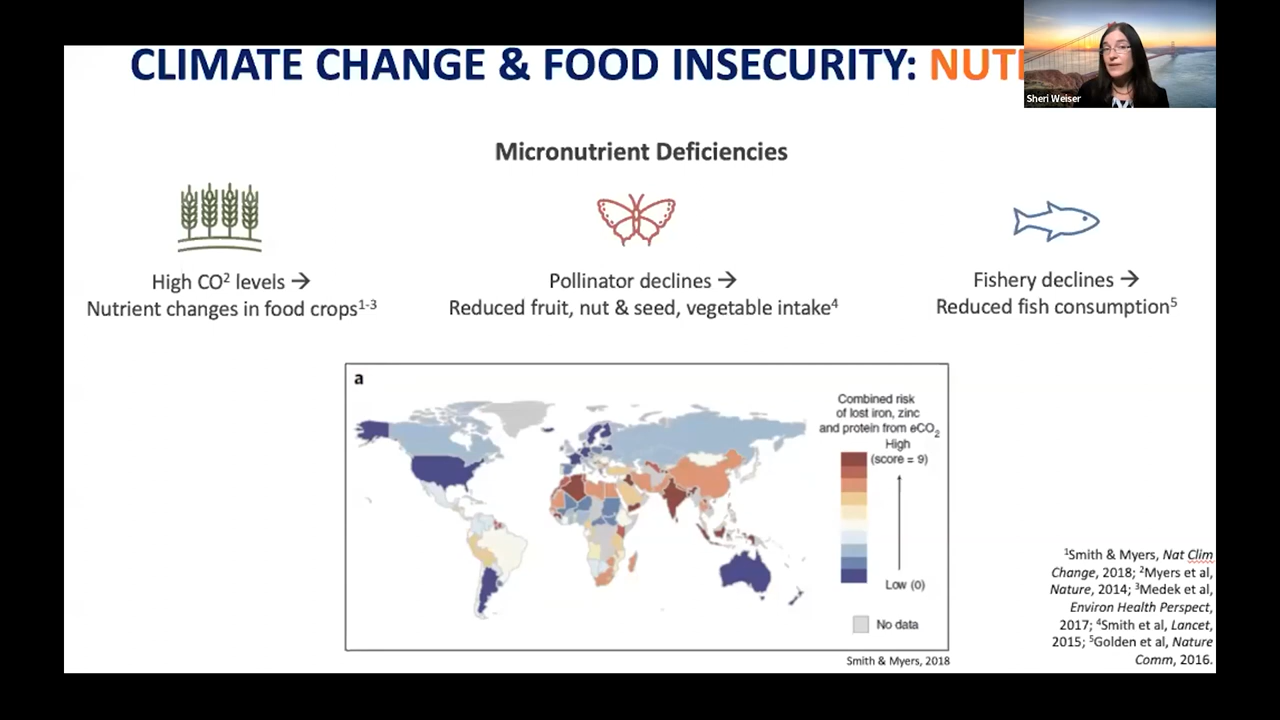 CLIMATE CHANGE & FOOD INSECURITY: NUT
Sheri Weiser
Micronutrient Deficiencies
High CO² levels →
Nutrient changes in food crops¹⁻³
Pollinator declines →
Reduced fruit, nut & seed, vegetable intake⁴
Fishery declines →
Reduced fish consumption⁵
a
Combined risk
of lost iron, zinc
and protein from eCO₂
High
(score = 9)
Low (0)
No data
Smith & Myers, 2018
¹Smith & Myers, Nat Clim
Change, 2018; ²Myers et al,
Nature, 2014; ³Medek et al,
Environ Health Perspect,
2017; ⁴Smith et al, Lancet,
2015; ⁵Golden et al, Nature
Comm, 2016.